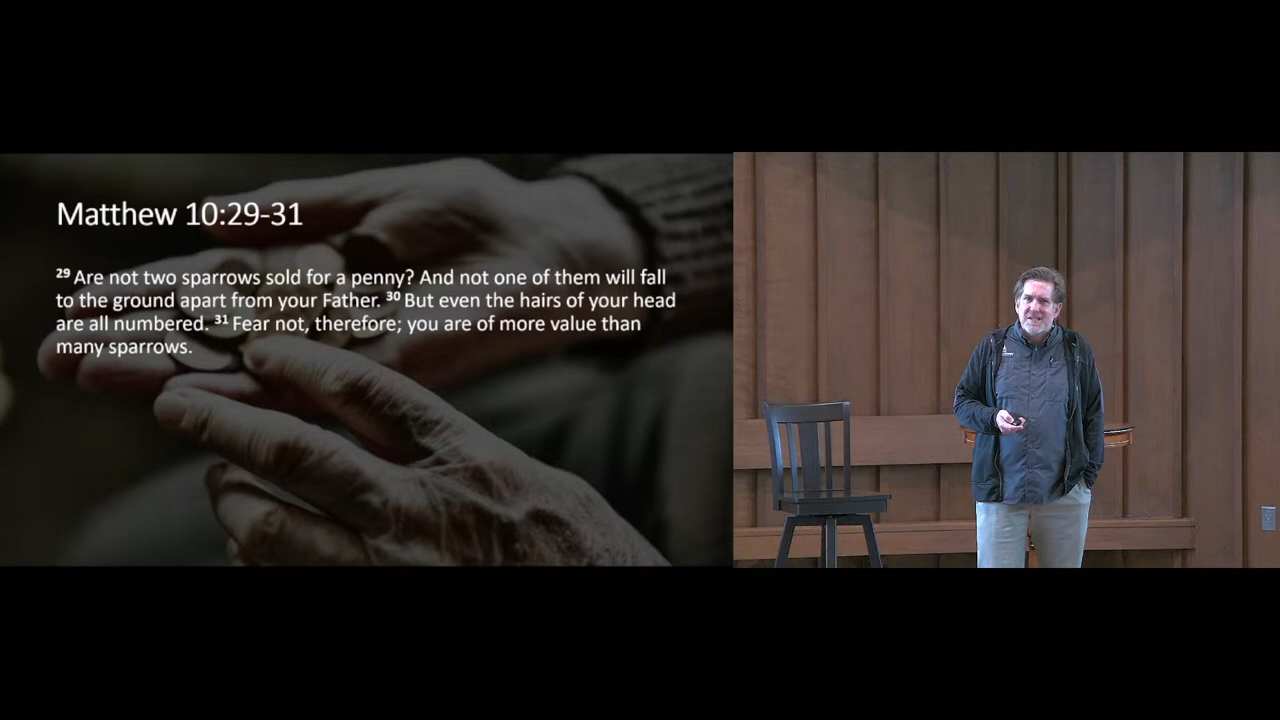 Matthew 10:29-31
29 Are not two sparrows sold for a penny? And not one of them will fall
to the ground apart from your Father. 30 But even the hairs of your head
are all numbered. 31 Fear not, therefore; you are of more value than
many sparrows.